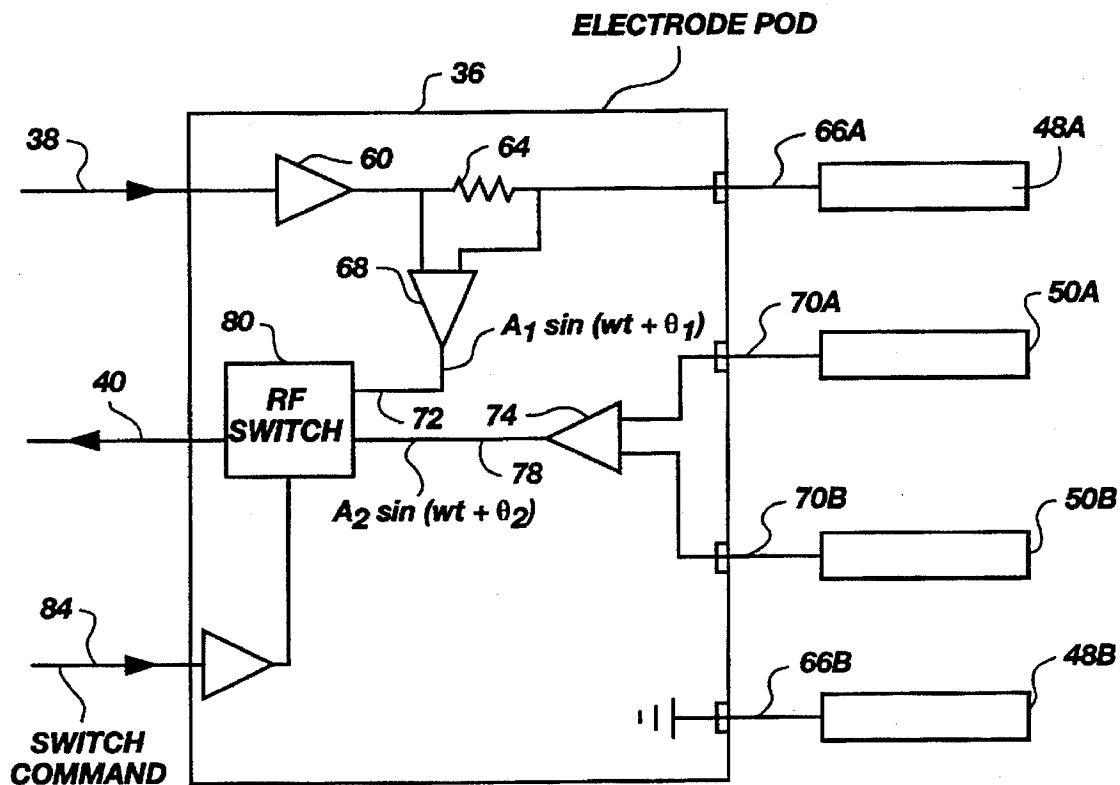 ELECTRODE POD
36
38
60
64
66A
48A
68
A₁ sin (wt + θ₁)
70A
50A
80
RF
SWITCH
40
72
74
78
A₂ sin (wt + θ₂)
70B
50B
84
66B
48B
SWITCH
COMMAND